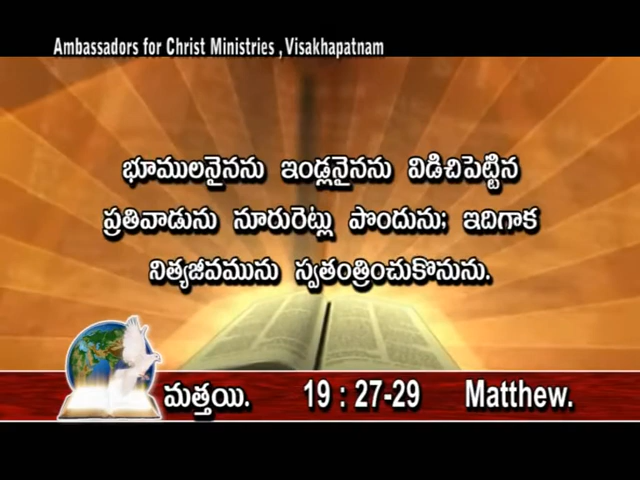 Ambassadors for Christ Ministries , Visakhapatnam
భూములనైనను ఇండ్లనైనను విడిచిపెట్టిన
ప్రతివాడును నూరురెట్లు పొందును; ఇదిగాక
నిత్యజీవమును స్వతంత్రించుకొనును.
మత్తయి. 19 : 27-29 Matthew.